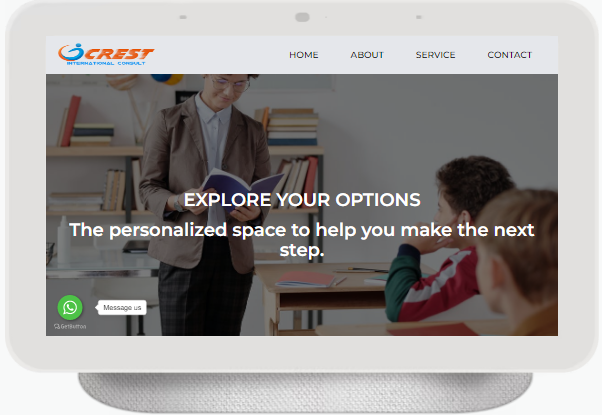 CREST
INTERNATIONAL CONSULT
HOME
ABOUT
SERVICE
CONTACT
EXPLORE YOUR OPTIONS
The personalized space to help you make the next
step.
Message us
GetButton